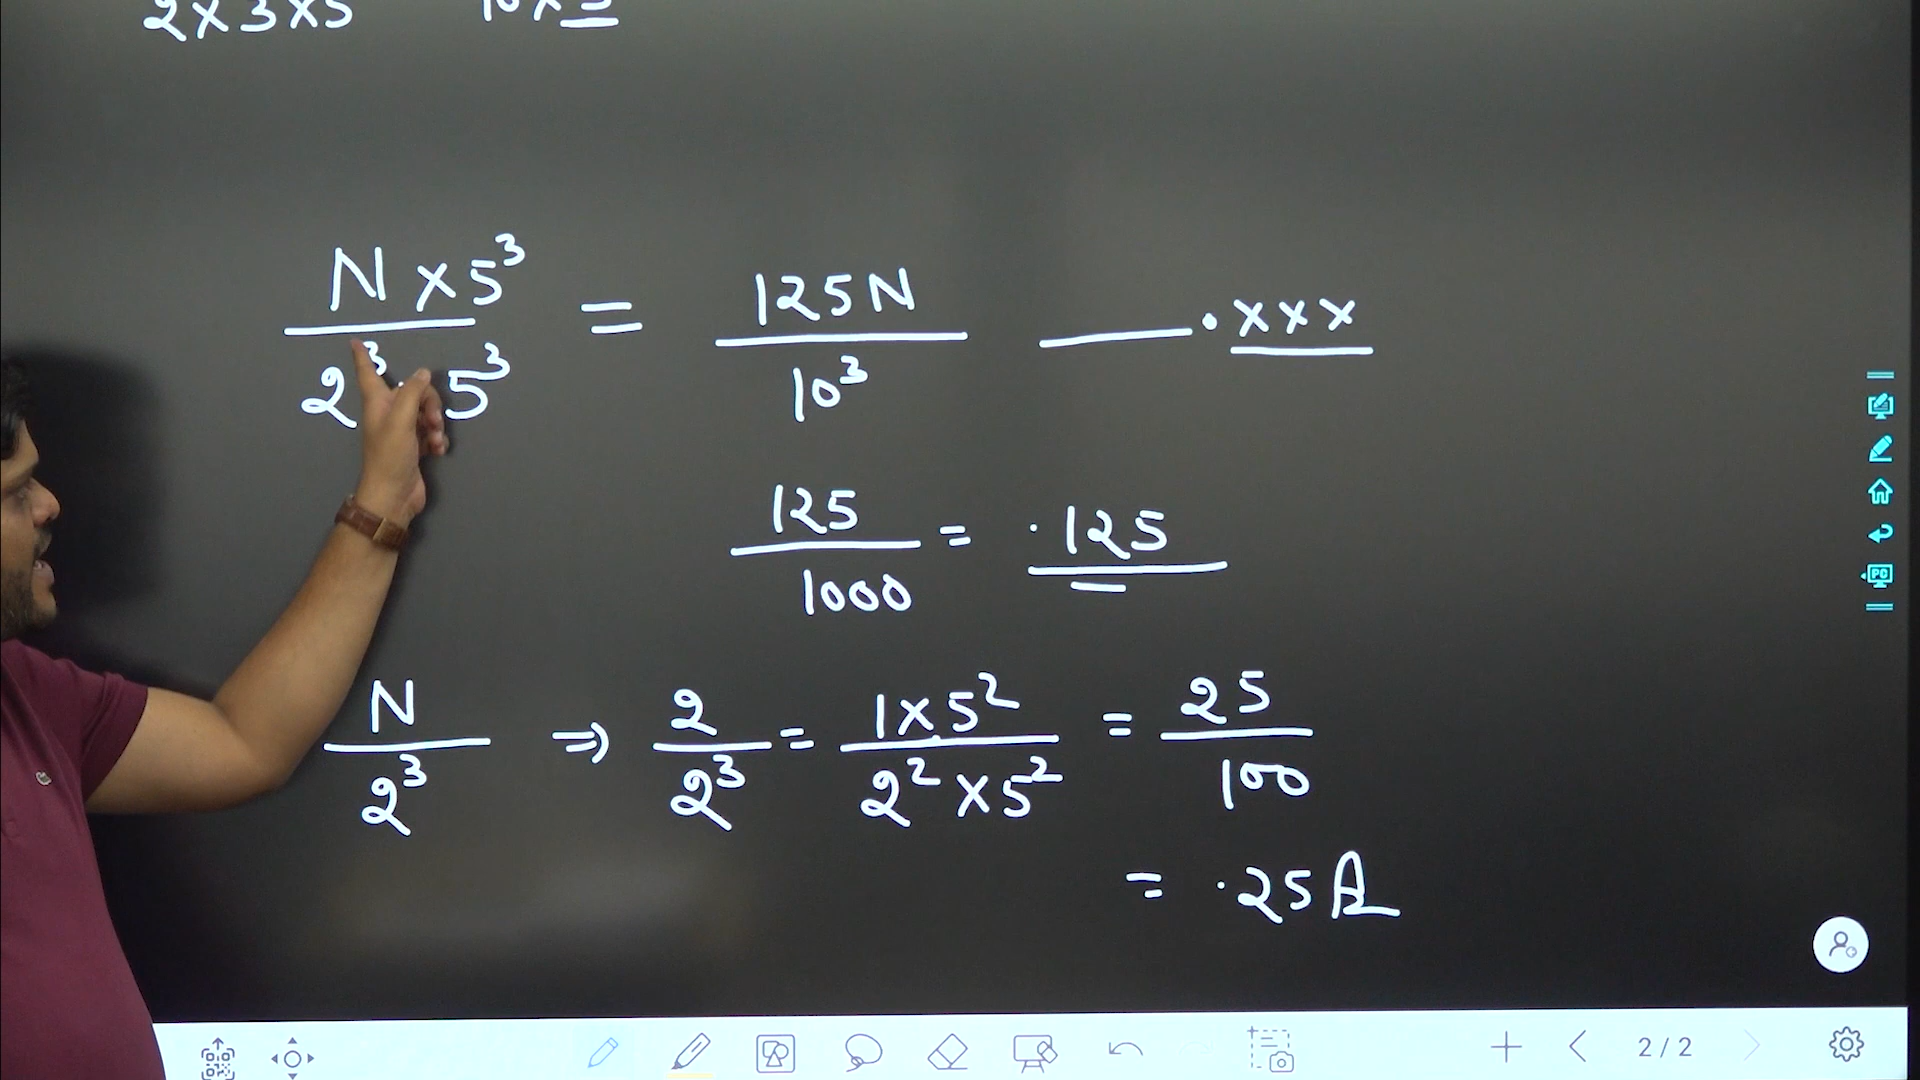 2×3×5 10×3
N×5³/2³·5³ = 125N/10³ ___.×××
125/1000 = .125
N/2³ ⇒ 2/2³ = 1×5²/2²×5² = 25/100
= .25
2/2